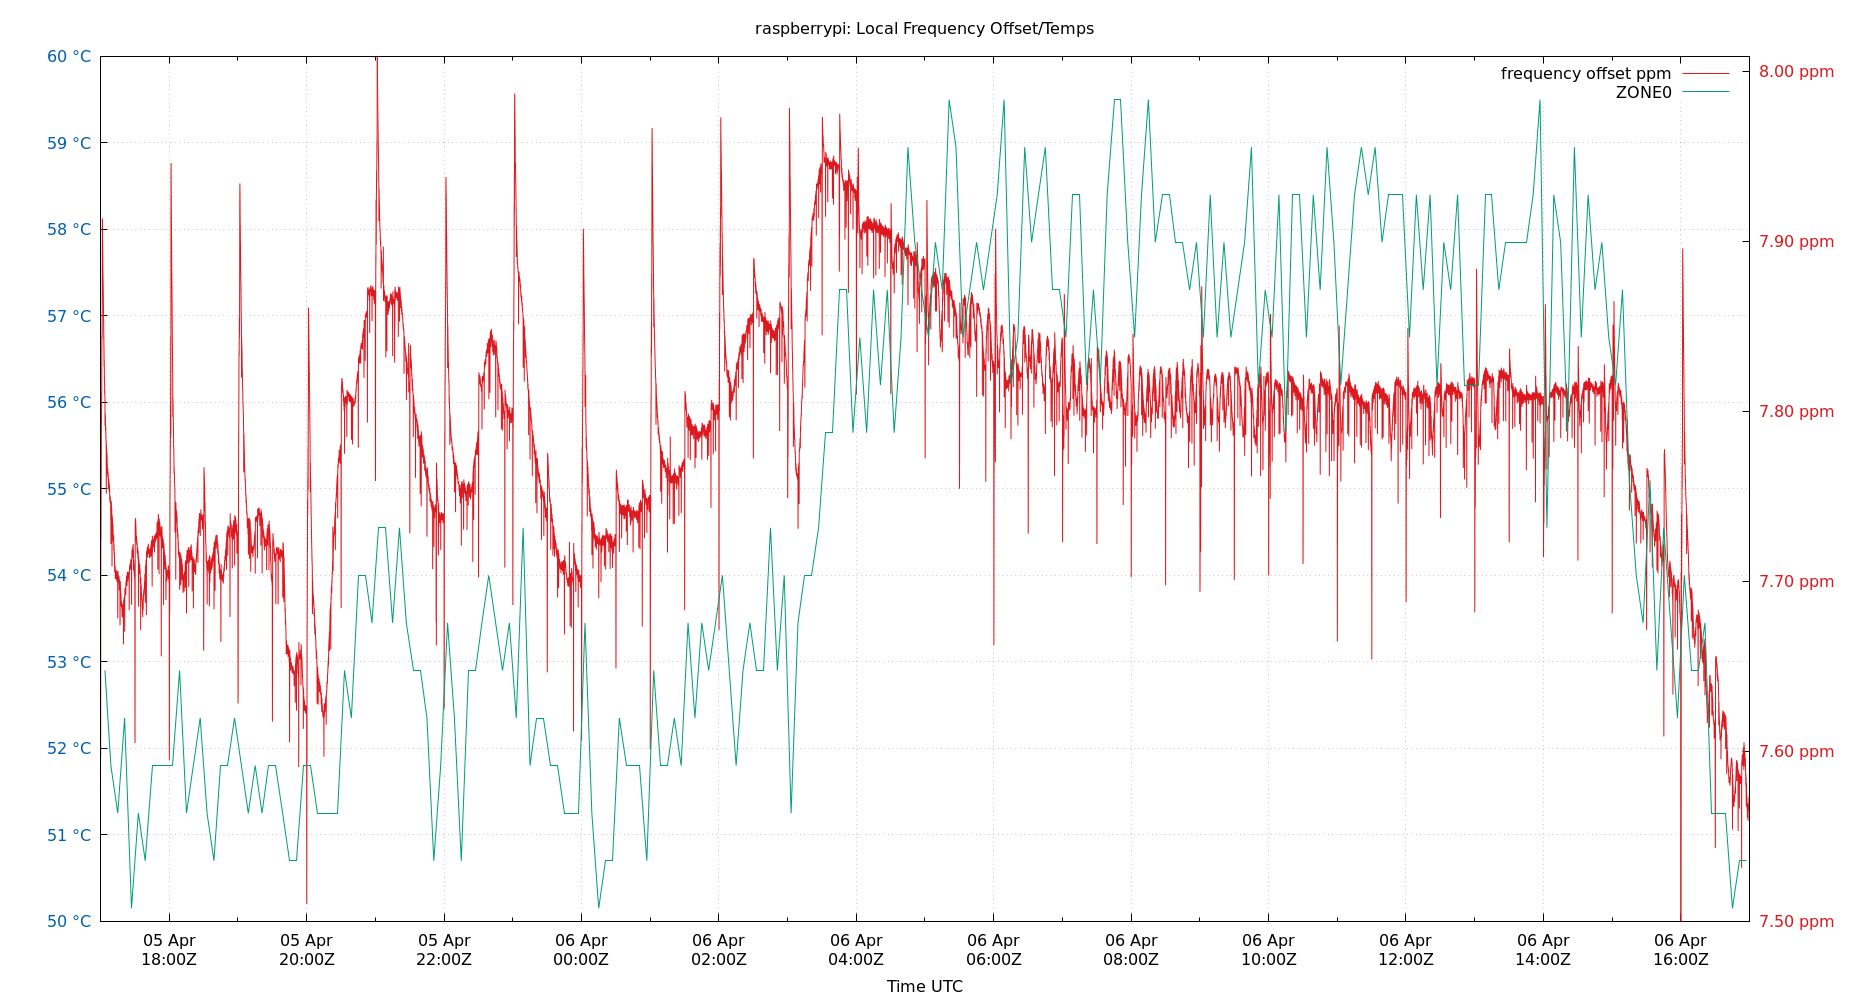 raspberrypi: Local Frequency Offset/Temps
frequency offset ppm
ZONE0
60 °C
59 °C
58 °C
57 °C
56 °C
55 °C
54 °C
53 °C
52 °C
51 °C
50 °C
8.00 ppm
7.90 ppm
7.80 ppm
7.70 ppm
7.60 ppm
7.50 ppm
05 Apr
18:00Z
05 Apr
20:00Z
05 Apr
22:00Z
06 Apr
00:00Z
06 Apr
02:00Z
06 Apr
04:00Z
06 Apr
06:00Z
06 Apr
08:00Z
06 Apr
10:00Z
06 Apr
12:00Z
06 Apr
14:00Z
06 Apr
16:00Z
Time UTC